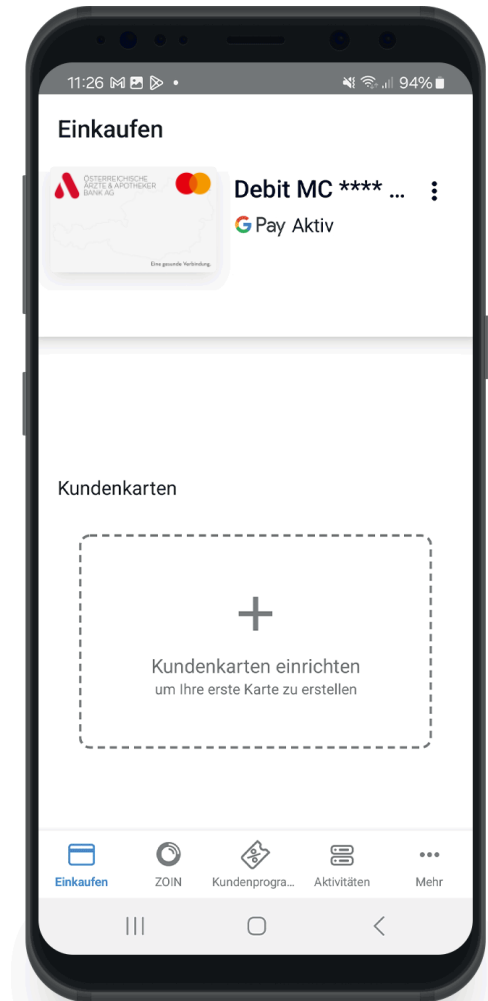 11:26
94%
Einkaufen
ÖSTERREICHISCHE
ÄRZTE & APOTHEKER
BANK AG
Eine gesunde Verbindung.
Debit MC **** ...
G Pay Aktiv
Kundenkarten
Kundenkarten einrichten
um Ihre erste Karte zu erstellen
Einkaufen
ZOIN
Kundenprogra...
Aktivitäten
Mehr